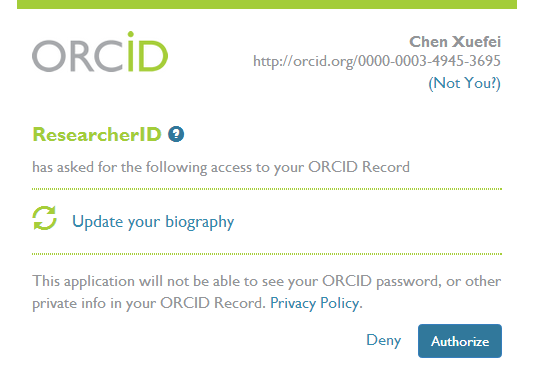 ORCID
Chen Xuefei
http://orcid.org/0000-0003-4945-3695
(Not You?)
ResearcherID ?
has asked for the following access to your ORCID Record
Update your biography
This application will not be able to see your ORCID password, or other
private info in your ORCID Record. Privacy Policy.
Deny
Authorize